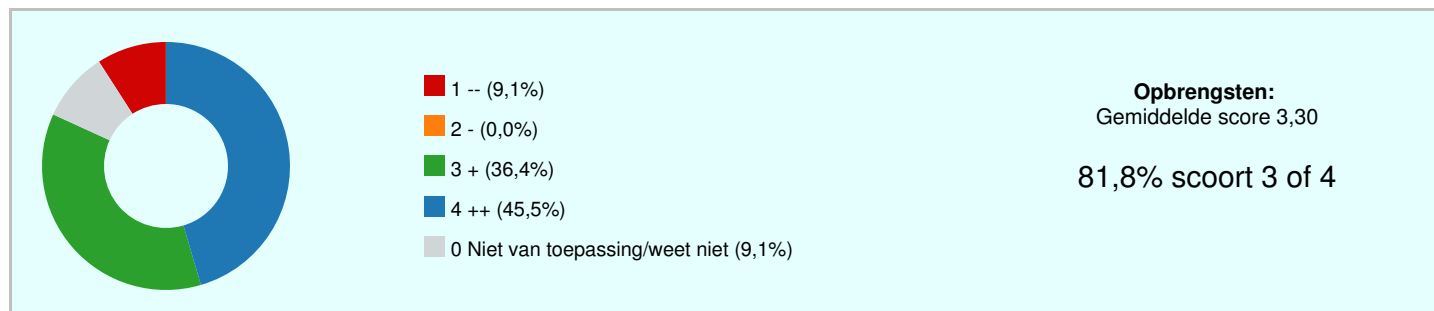 1 -- (9,1%)
2 - (0,0%)
3 + (36,4%)
4 ++ (45,5%)
0 Niet van toepassing/weet niet (9,1%)
Opbrengsten:
Gemiddelde score 3,30
81,8% scoort 3 of 4